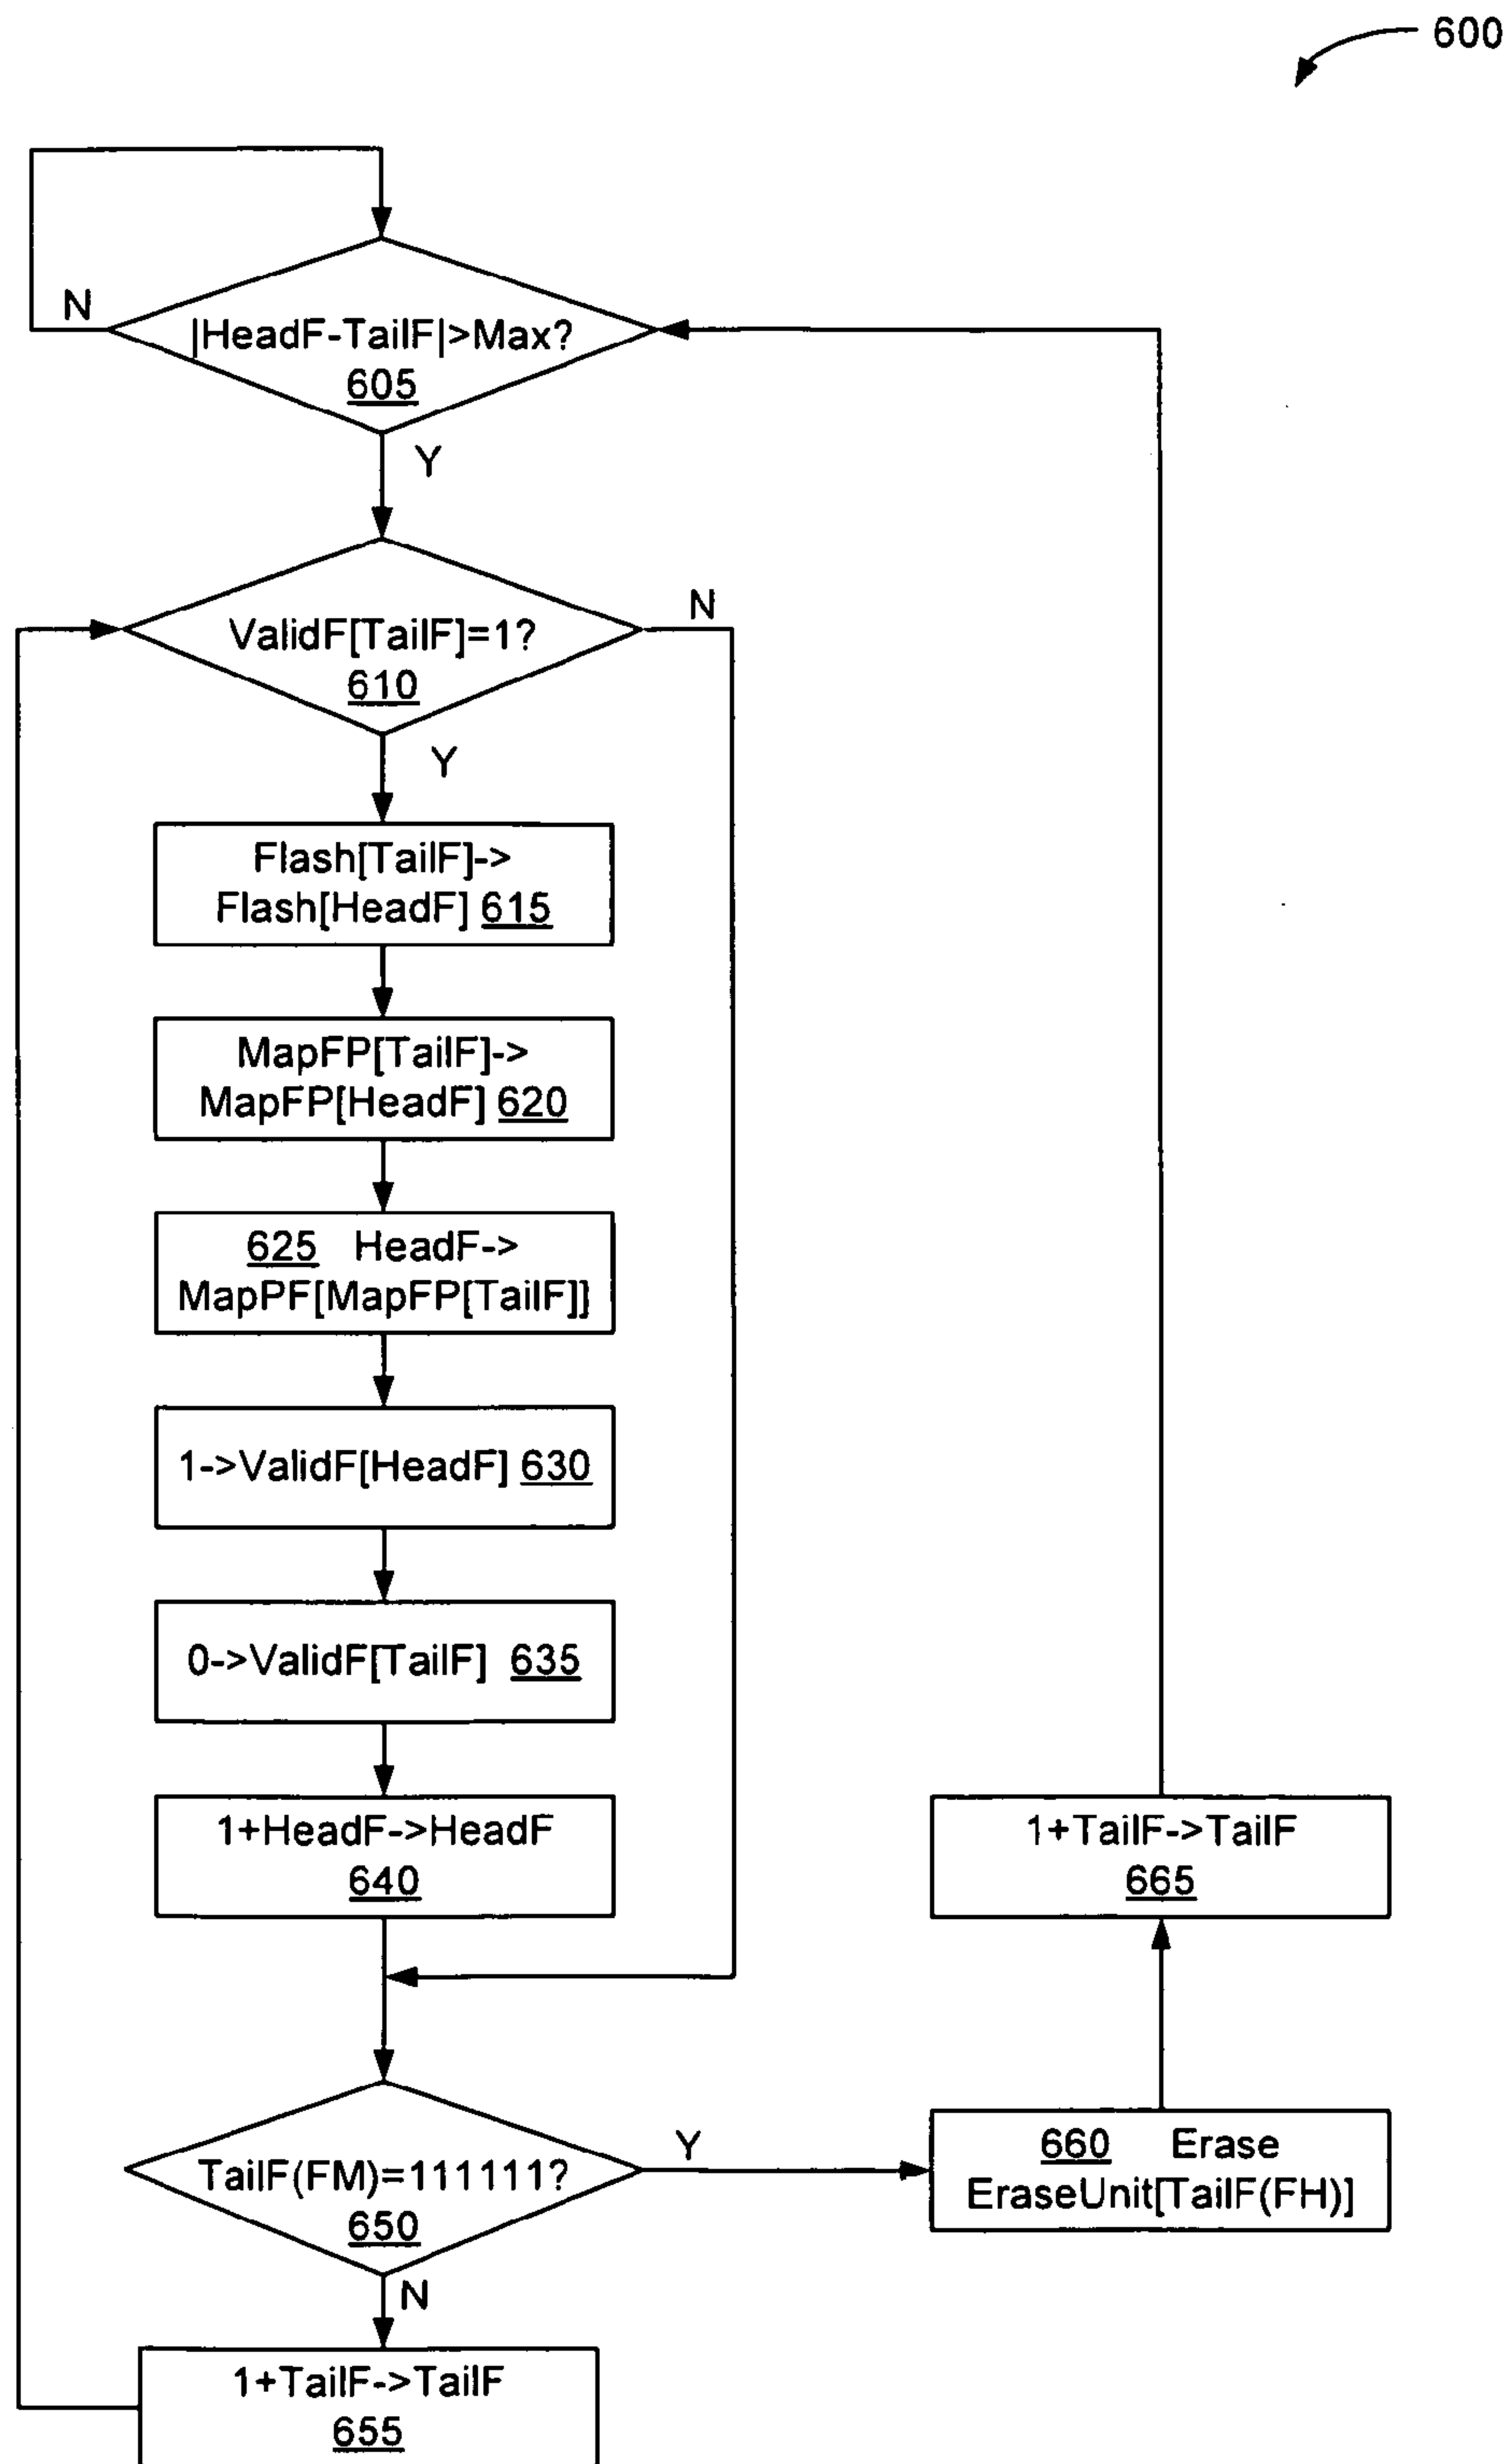 600
N
|HeadF-TailF|>Max?
605
Y
N
ValidF[TailF]=1?
610
Y
Flash[TailF]->
Flash[HeadF] 615
MapFP[TailF]->
MapFP[HeadF] 620
625 HeadF->
MapPF[MapFP[TailF]]
1->ValidF[HeadF] 630
0->ValidF[TailF] 635
1+HeadF->HeadF
640
1+TailF->TailF
665
TailF(FM)=111111?
650
Y
660 Erase
EraseUnit[TailF(FH)]
N
1+TailF->TailF
655